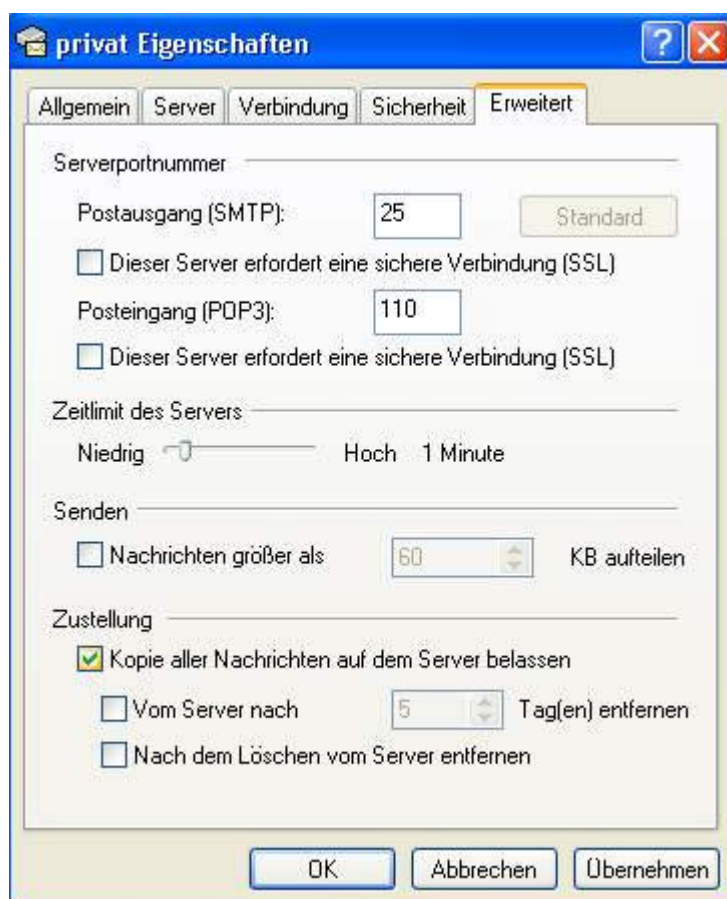 privat Eigenschaften
Allgemein Server Verbindung Sicherheit Erweitert
Serverportnummer
Postausgang (SMTP): 25 Standard
Dieser Server erfordert eine sichere Verbindung (SSL)
Posteingang (POP3): 110
Dieser Server erfordert eine sichere Verbindung (SSL)
Zeitlimit des Servers
Niedrig Hoch 1 Minute
Senden
Nachrichten größer als 60 KB aufteilen
Zustellung
Kopie aller Nachrichten auf dem Server belassen
Vom Server nach 5 Tag(en) entfernen
Nach dem Löschen vom Server entfernen
OK Abbrechen Übernehmen